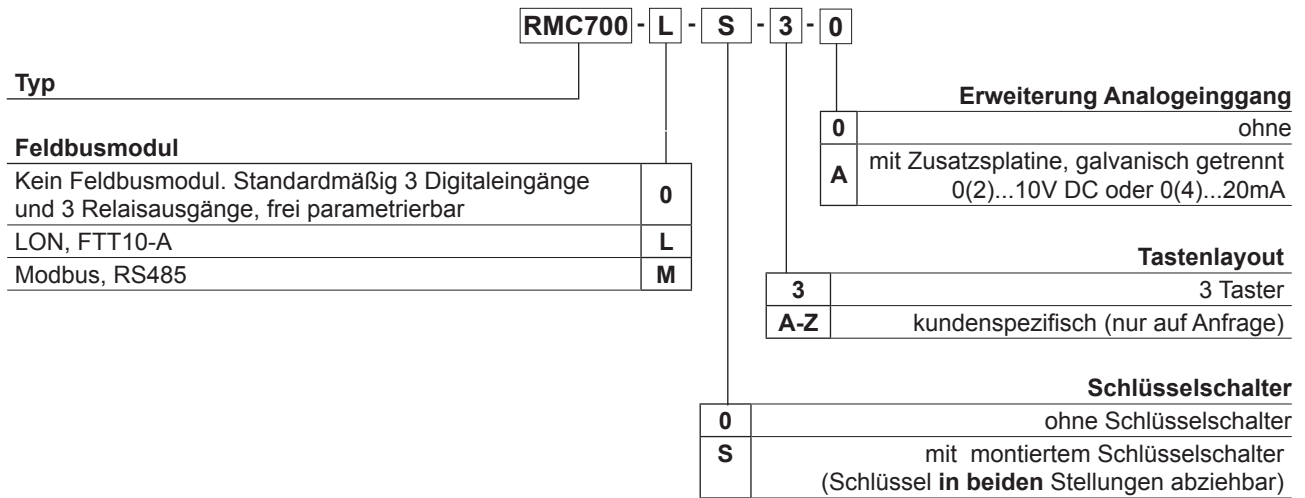 RMC700 - L - S - 3 - 0
Typ
Feldbusmodul
Kein Feldbusmodul. Standardmäßig 3 Digitaleingänge
und 3 Relaisausgänge, frei parametrierbar
0
LON, FTT10-A L
Modbus, RS485 M
Erweiterung Analogeinggang
0 ohne
A
mit Zusatzsplatine, galvanisch getrennt
0(2)...10V DC oder 0(4)...20mA
Tastenlayout
3 3 Taster
A-Z kundenspezifisch (nur auf Anfrage)
Schlüsselschalter
0 ohne Schlüsselschalter
S mit montiertem Schlüsselschalter
(Schlüssel in beiden Stellungen abziehbar)